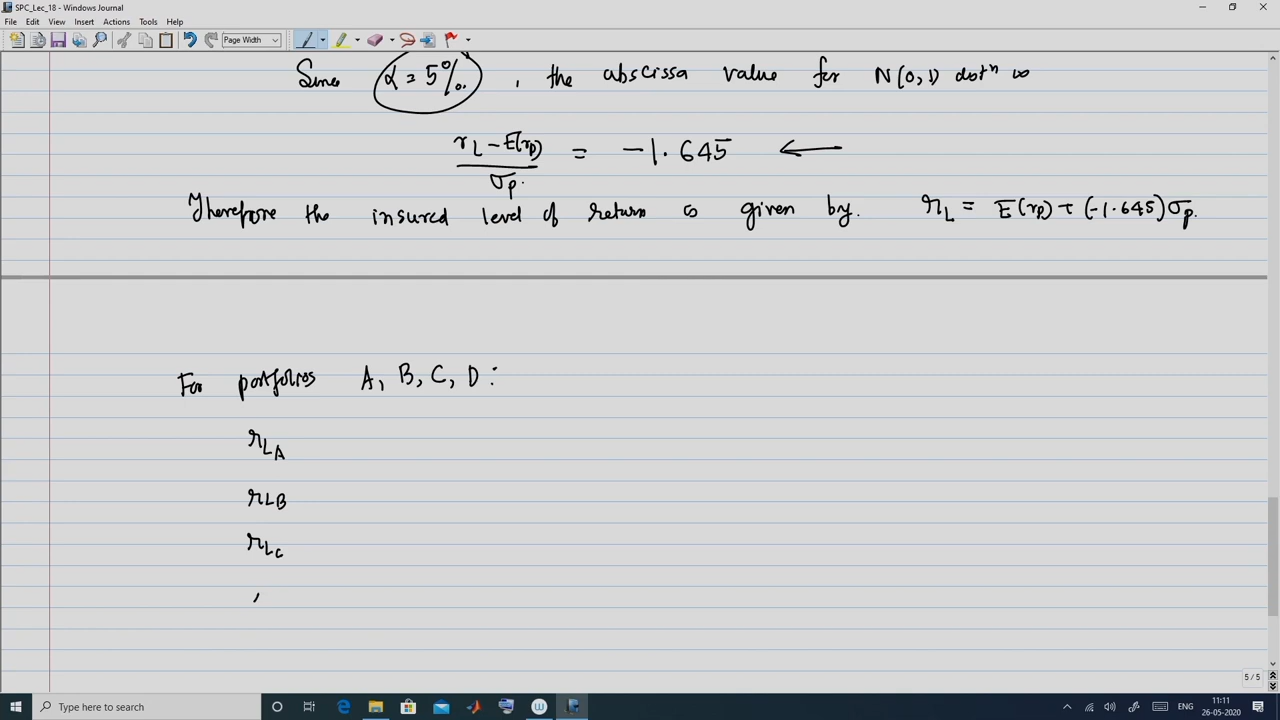 SPC_Lec_18 - Windows Journal
File Edit View Insert Actions Tools Help
Page Width
Since α = 5% , the abscissa value for N(0,1) dist^n is
(r_L - E(r_p)) / σ_p = -1.645 ←
Therefore the insured level of return is given by. r_L = E(r_p) + (-1.645) σ_p.
For portfolios A, B, C, D :
r_LA
r_LB
r_LC
5 / 5
Type here to search
11:11
26-05-2020